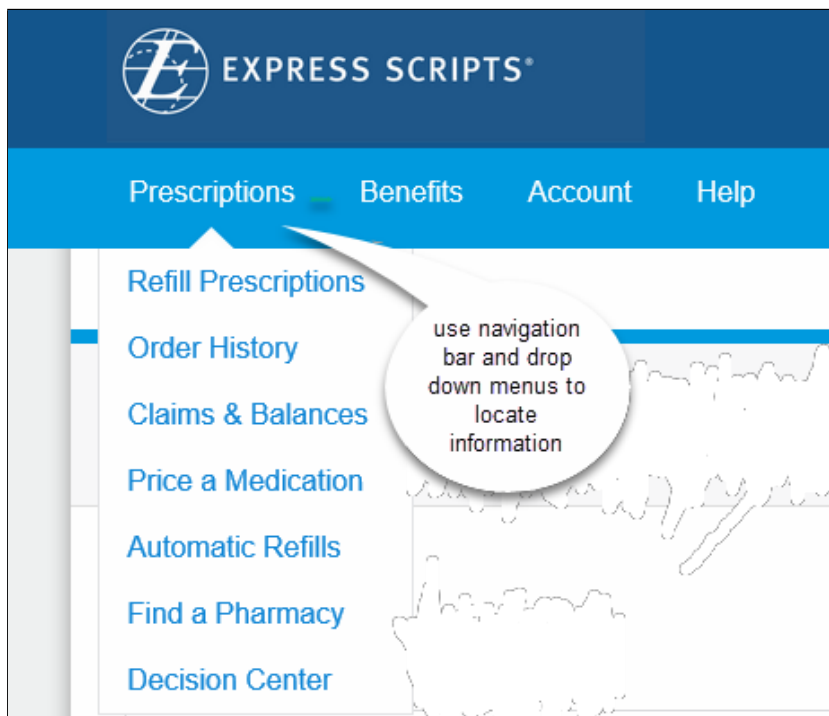 EXPRESS SCRIPTS®
Prescriptions Benefits Account Help
Refill Prescriptions
Order History
Claims & Balances
Price a Medication
Automatic Refills
Find a Pharmacy
Decision Center
use navigation
bar and drop
down menus to
locate
information